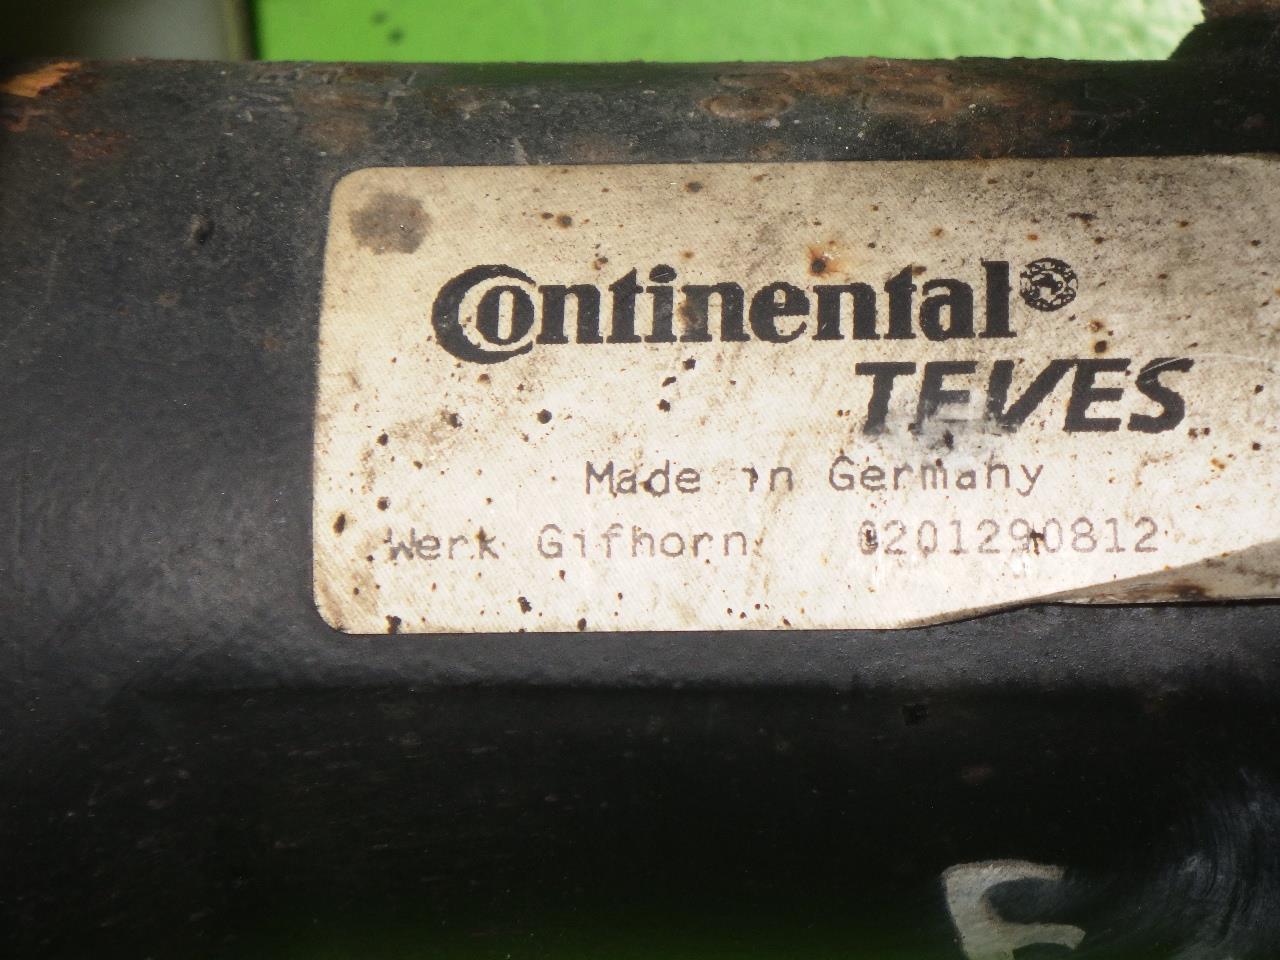 Continental®
TEVES
Made in Germany
Werk Gifhorn 0201290812